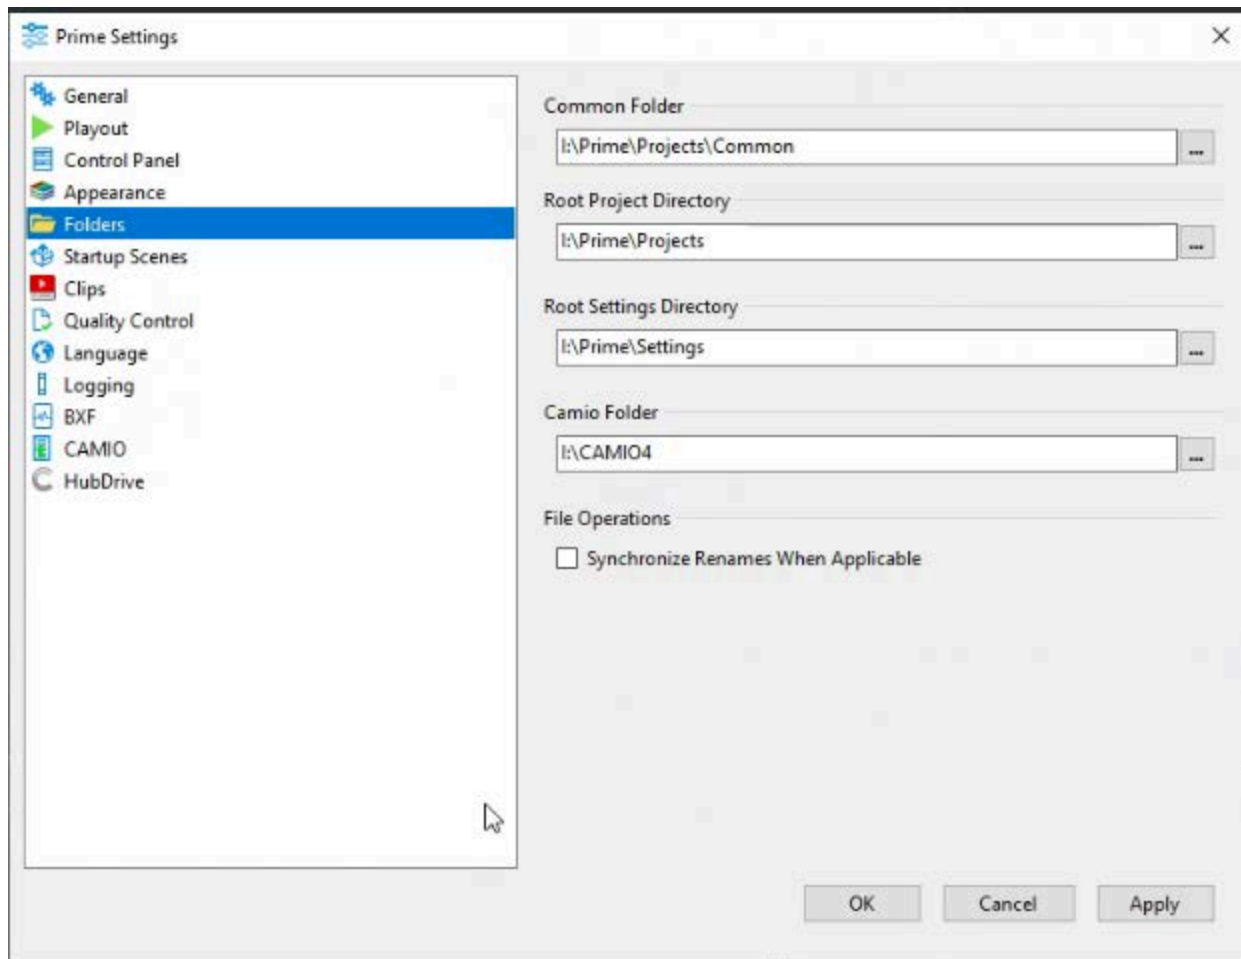 Prime Settings
General
Playout
Control Panel
Appearance
Folders
Startup Scenes
Clips
Quality Control
Language
Logging
BXF
CAMIO
HubDrive
Common Folder
I:\Prime\Projects\Common
...
Root Project Directory
I:\Prime\Projects
...
Root Settings Directory
I:\Prime\Settings
...
Camio Folder
I:\CAMIO4
...
File Operations
Synchronize Renames When Applicable
OK
Cancel
Apply